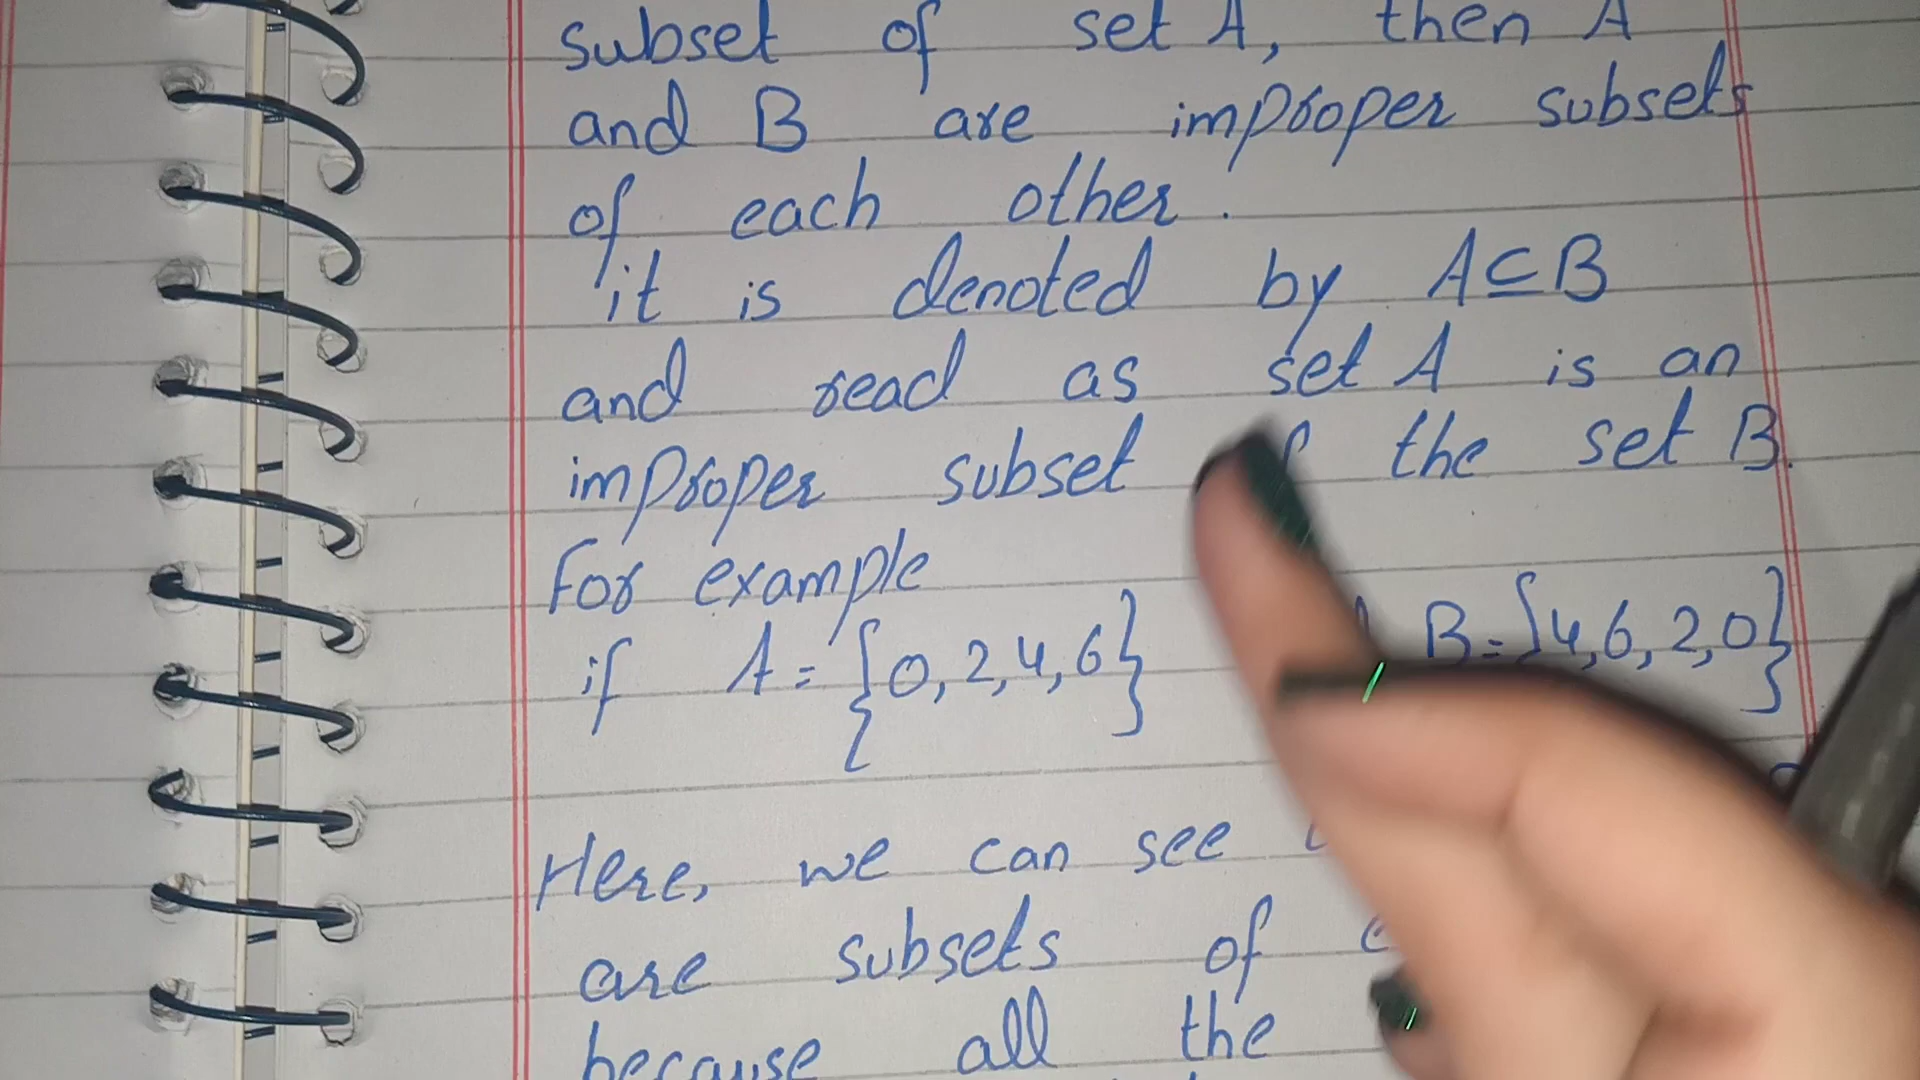 subset of set A, then A
and B are improper subsets
of each other.
it is denoted by A⊆B
and read as set A is an
improper subset the set B.
For example
if A = {0,2,4,6} B = {4,6,2,0}
{
Here, we can see
are subsets of
because all the